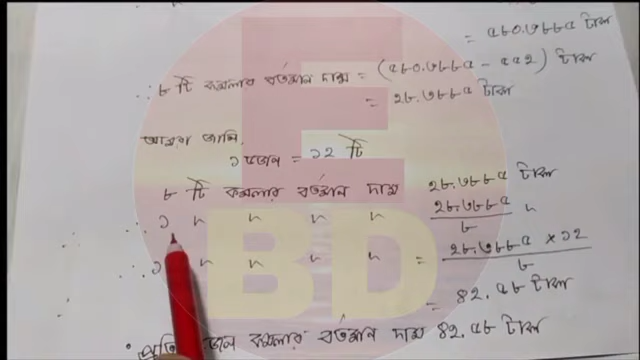 = ৫৮০.৩৮৮৫ টাকা
∴ ৮ টি কমলার বর্তমান দাম = (৫৮০.৩৮৮৫ - ৫৫২) টাকা
= ২৮.৩৮৮৫ টাকা
আমরা জানি,
১ ডজন = ১২ টি
৮ টি কমলার বর্তমান দাম ২৮.৩৮৮৫ টাকা
∴ ১ " " " " ২৮.৩৮৮৫/৮ "
∴ " " " " = ২৮.৩৮৮৫ × ১২/৮
= ৪২.৫৮ টাকা
∴ প্রতি ডজন কমলার বর্তমান দাম ৪২.৫৮ টাকা
E
BD